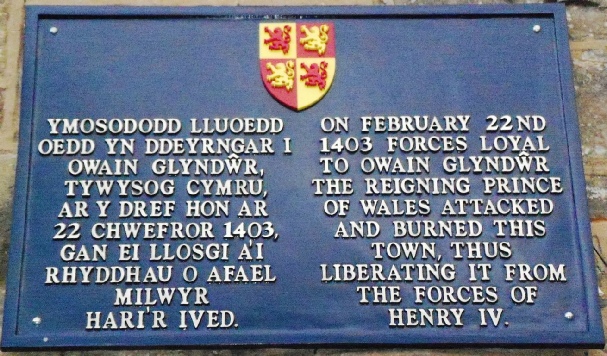 YMOSODODD LLUOEDD
OEDD YN DDEYRNGAR I
OWAIN GLYNDŴR,
TYWYSOG CYMRU,
AR Y DREF HON AR
22 CHWEFROR 1403,
GAN EI LLOSGI A'I
RHYDDHAU O AFAEL
MILWYR
HARI'R IVED.
ON FEBRUARY 22ND
1403 FORCES LOYAL
TO OWAIN GLYNDŴR
THE REIGNING PRINCE
OF WALES ATTACKED
AND BURNED THIS
TOWN, THUS
LIBERATING IT FROM
THE FORCES OF
HENRY IV.